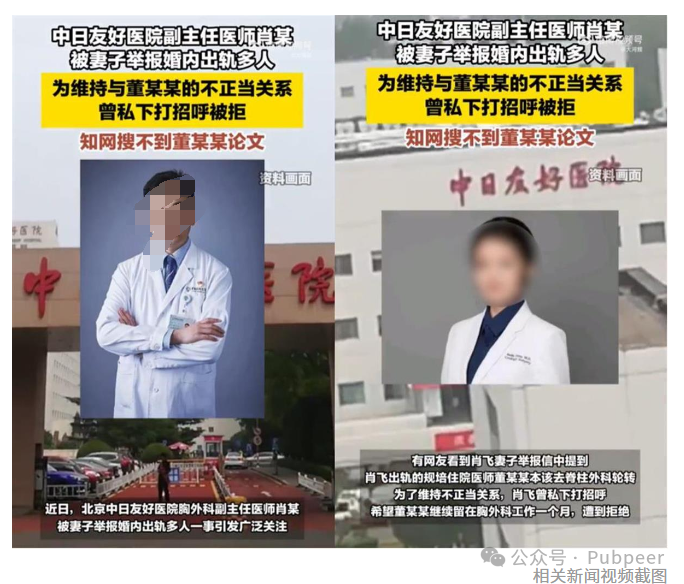 中日友好医院副主任医师肖某
被妻子举报婚内出轨多人
为维持与董某某的不正当关系
曾私下打招呼被拒
知网搜不到董某某论文
资料画面
中
医院
近日，北京中日友好医院胸外科副主任医师肖某
被妻子举报婚内出轨多人一事引发广泛关注
中日友好医院副主任医师肖某
被妻子举报婚内出轨多人
为维持与董某某的不正当关系
曾私下打招呼被拒
知网搜不到董某某论文
资料画面
中日友好医院
有网友看到肖飞妻子举报信中提到
肖飞出轨的规培住院医师董某某本该去脊柱外科轮转
为了维持不正当关系，肖飞曾私下打招呼
希望董某某继续留在胸外科工作一个月，遭到拒绝
公众号 · Pubpeer
相关新闻视频截图